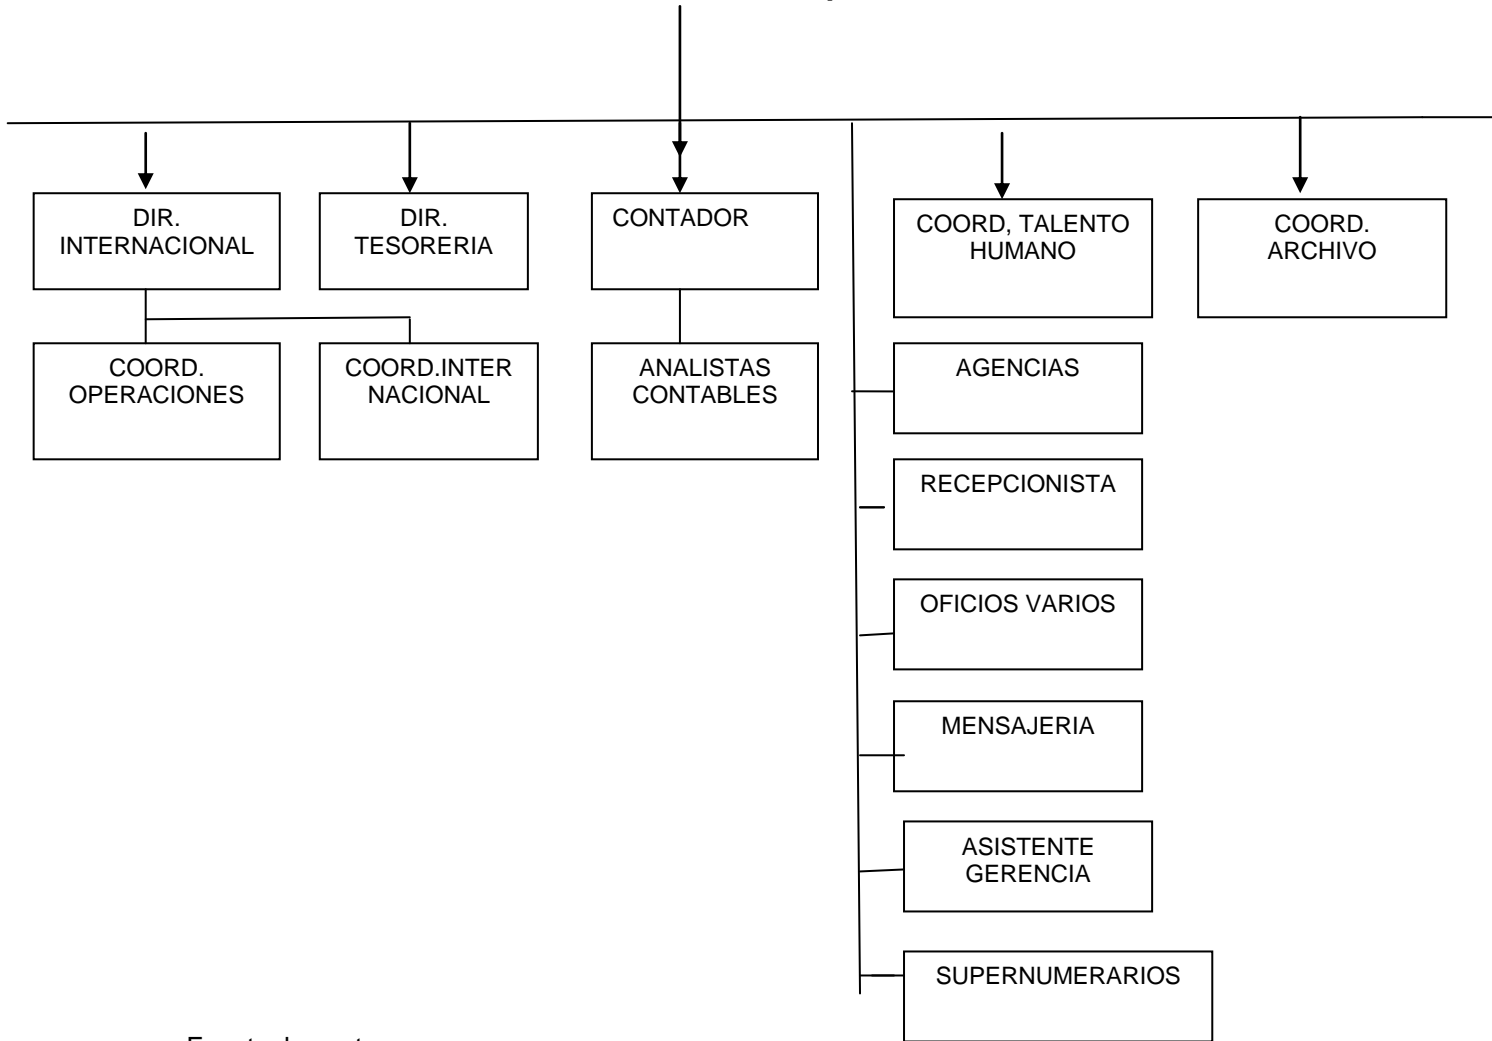 DIR.
INTERNACIONAL
DIR.
TESORERIA
CONTADOR
COORD, TALENTO
HUMANO
COORD.
ARCHIVO
COORD.
OPERACIONES
COORD.INTER
NACIONAL
ANALISTAS
CONTABLES
AGENCIAS
RECEPCIONISTA
OFICIOS VARIOS
MENSAJERIA
ASISTENTE
GERENCIA
SUPERNUMERARIOS